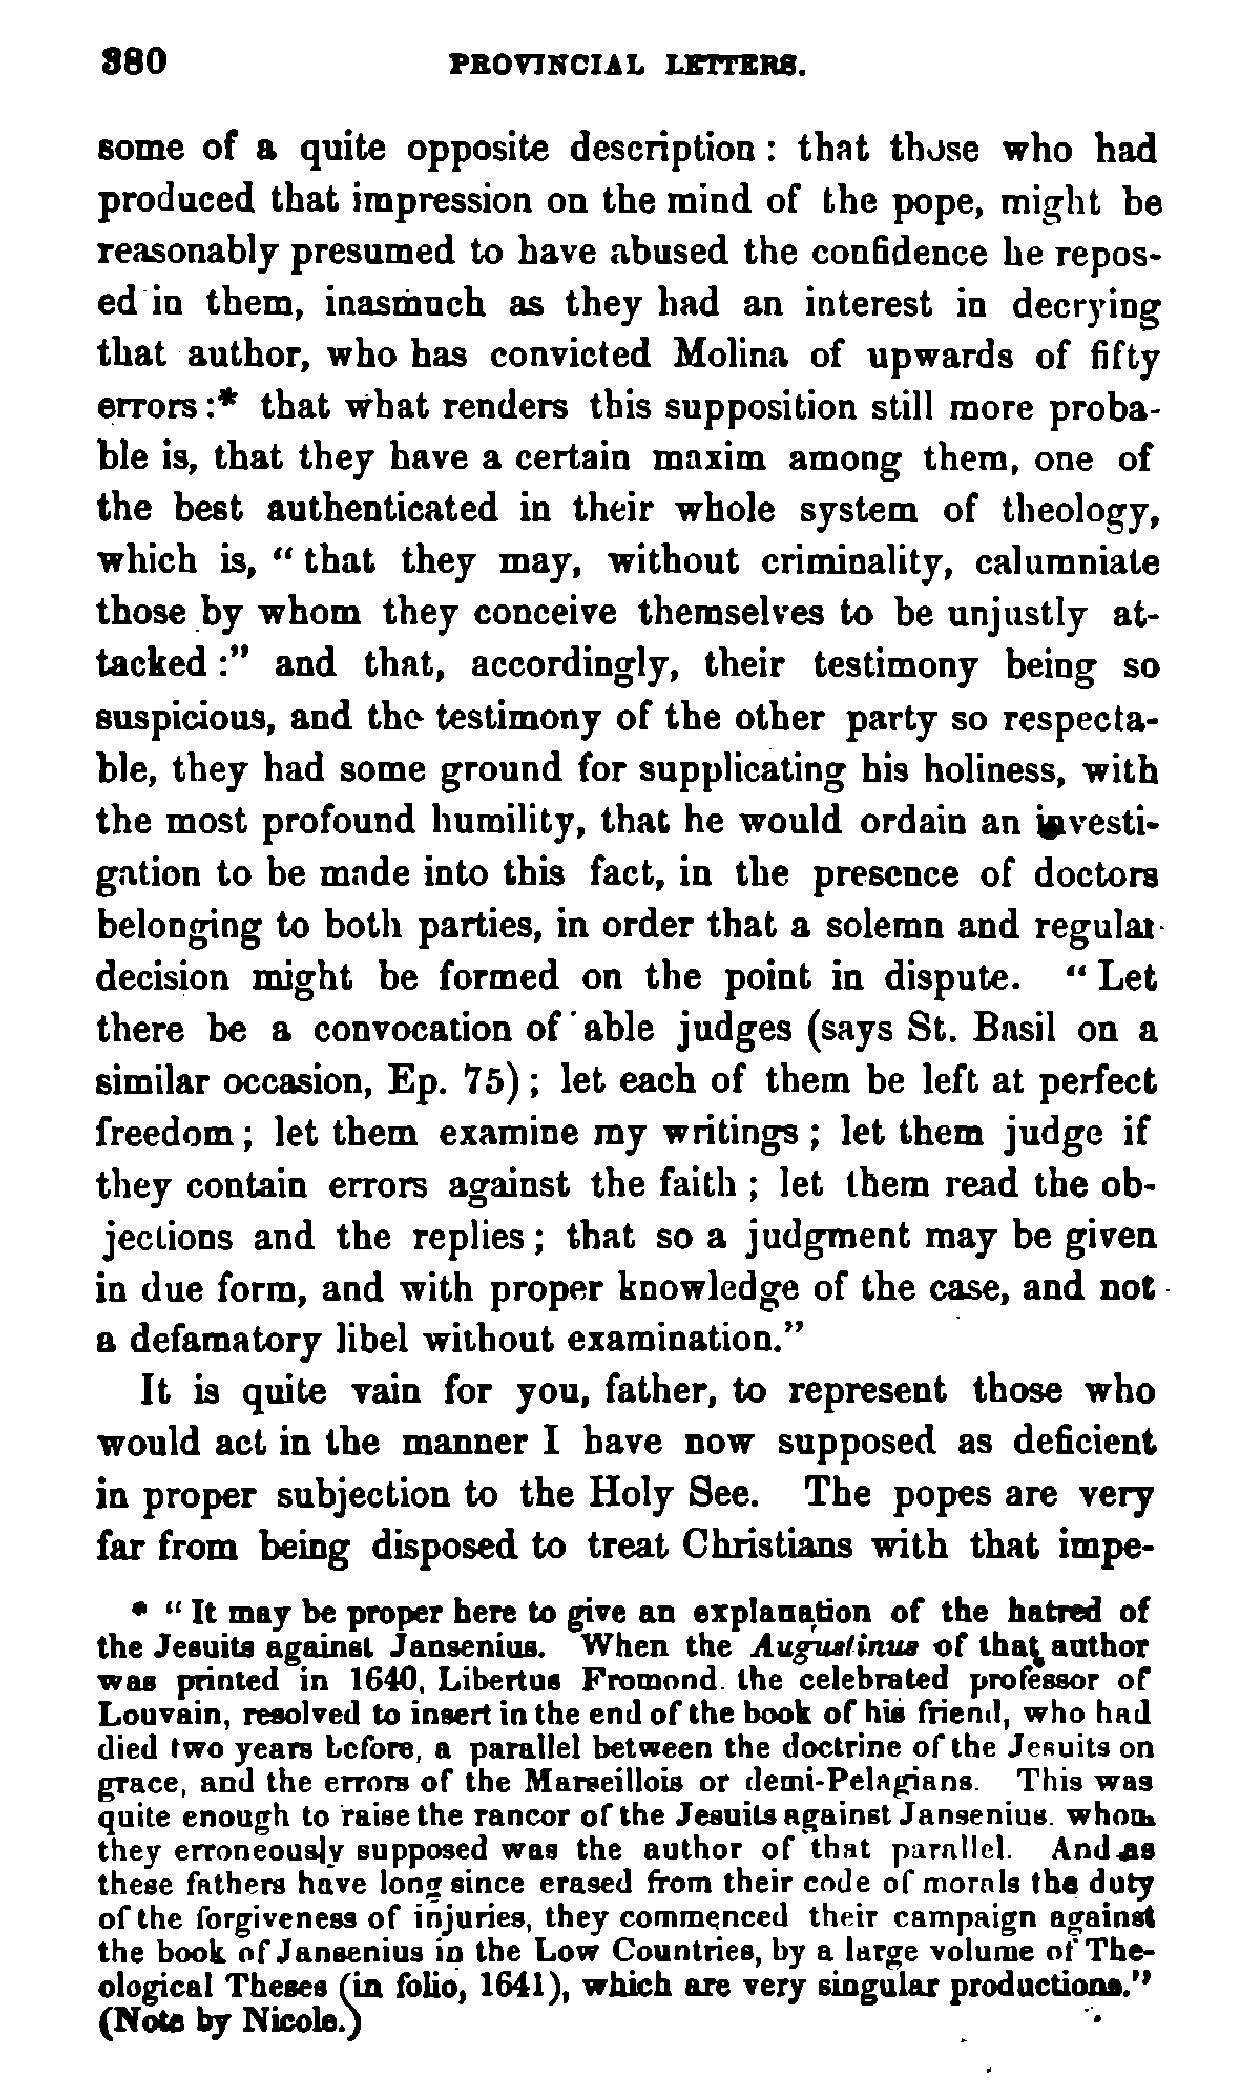 380 PROVINCIAL LETTERS.
some of a quite opposite description : that those who had
produced that impression on the mind of the pope, might be
reasonably presumed to have abused the confidence he repos-
ed in them, inasmuch as they had an interest in decrying
that author, who has convicted Molina of upwards of fifty
errors :* that what renders this supposition still more proba-
ble is, that they have a certain maxim among them, one of
the best authenticated in their whole system of theology,
which is, “ that they may, without criminality, calumniate
those by whom they conceive themselves to be unjustly at-
tacked :” and that, accordingly, their testimony being so
suspicious, and the testimony of the other party so respecta-
ble, they had some ground for supplicating his holiness, with
the most profound humility, that he would ordain an investi-
gation to be made into this fact, in the presence of doctors
belonging to both parties, in order that a solemn and regular
decision might be formed on the point in dispute. “ Let
there be a convocation of able judges (says St. Basil on a
similar occasion, Ep. 75) ; let each of them be left at perfect
freedom ; let them examine my writings ; let them judge if
they contain errors against the faith ; let them read the ob-
jections and the replies ; that so a judgment may be given
in due form, and with proper knowledge of the case, and not
a defamatory libel without examination.”
It is quite vain for you, father, to represent those who
would act in the manner I have now supposed as deficient
in proper subjection to the Holy See. The popes are very
far from being disposed to treat Christians with that impe-
* “ It may be proper here to give an explanation of the hatred of
the Jesuits against Jansenius. When the Augustinus of that author
was printed in 1640, Libertus Fromond. the celebrated professor of
Louvain, resolved to insert in the end of the book of his friend, who had
died two years before, a parallel between the doctrine of the Jesuits on
grace, and the errors of the Marseillois or demi-Pelagians. This was
quite enough to raise the rancor of the Jesuits against Jansenius. whom
they erroneously supposed was the author of that parallel. And as
these fathers have long since erased from their code of morals the duty
of the forgiveness of injuries, they commenced their campaign against
the book of Jansenius in the Low Countries, by a large volume of The-
ological Theses (in folio, 1641), which are very singular productions.”
(Note by Nicole.)